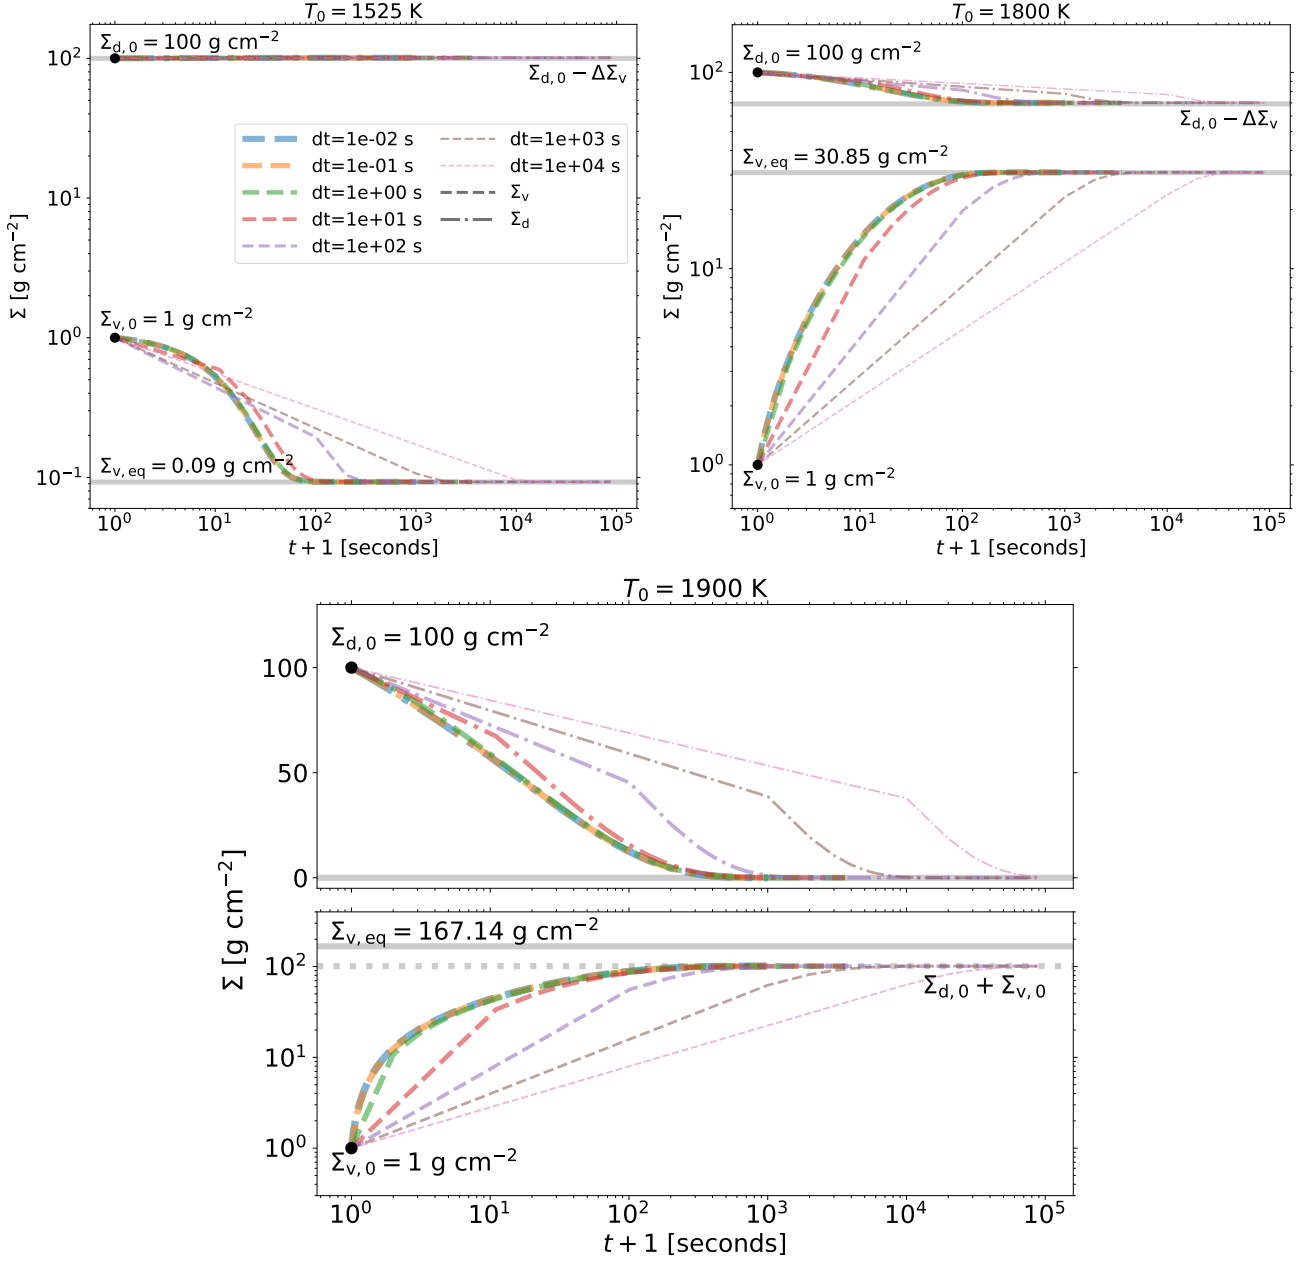 T₀ = 1525 K
Σd,0 = 100 g cm⁻²
Σd,0 − ΔΣv
dt=1e-02 s
dt=1e-01 s
dt=1e+00 s
dt=1e+01 s
dt=1e+02 s
dt=1e+03 s
dt=1e+04 s
Σv
Σd
Σv,0 = 1 g cm⁻²
Σv,eq = 0.09 g cm⁻²
10²
10¹
10⁰
10⁻¹
Σ [g cm⁻²]
10⁰ 10¹ 10² 10³ 10⁴ 10⁵
t + 1 [seconds]
T₀ = 1800 K
Σd,0 = 100 g cm⁻²
Σd,0 − ΔΣv
Σv,eq = 30.85 g cm⁻²
Σv,0 = 1 g cm⁻²
10²
10¹
10⁰
Σ [g cm⁻²]
10⁰ 10¹ 10² 10³ 10⁴ 10⁵
t + 1 [seconds]
T₀ = 1900 K
Σd,0 = 100 g cm⁻²
100
50
0
Σ [g cm⁻²]
Σv,eq = 167.14 g cm⁻²
Σd,0 + Σv,0
Σv,0 = 1 g cm⁻²
10²
10¹
10⁰
10⁰ 10¹ 10² 10³ 10⁴ 10⁵
t + 1 [seconds]